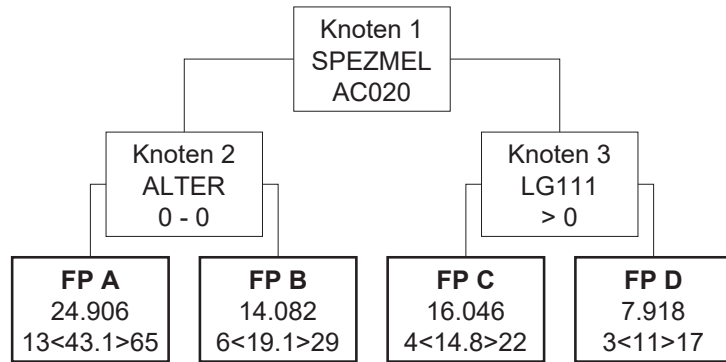 Knoten 1
SPEZMEL
AC020
Knoten 2
ALTER
0 - 0
Knoten 3
LG111
> 0
FP A
24.906
13<43.1>65
FP B
14.082
6<19.1>29
FP C
16.046
4<14.8>22
FP D
7.918
3<11>17